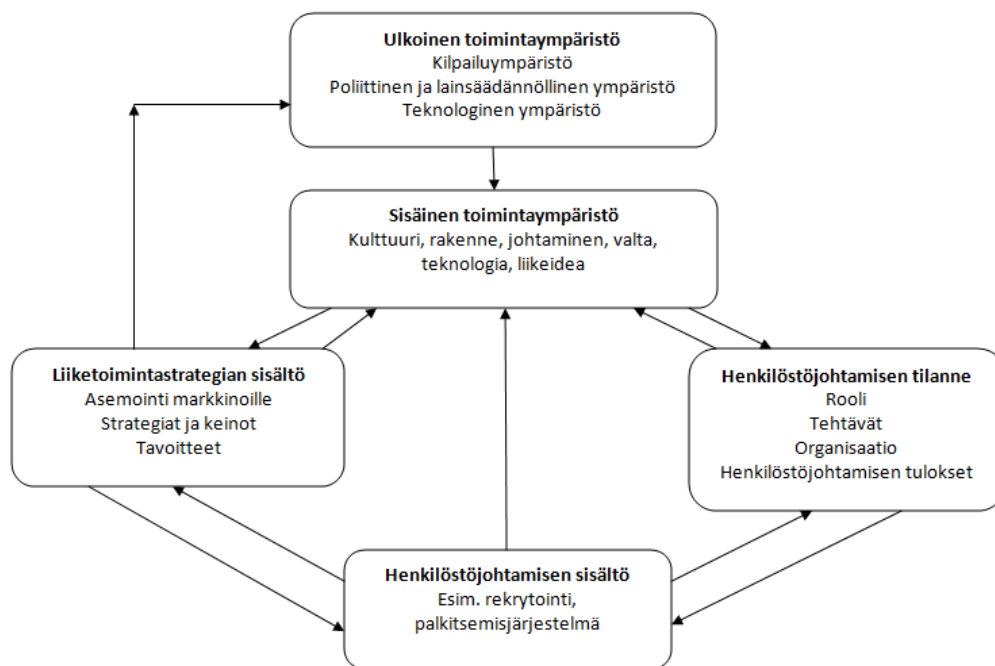 Ulkoinen toimintaympäristö
Kilpailuympäristö
Poliittinen ja lainsäädännöllinen ympäristö
Teknologinen ympäristö
Sisäinen toimintaympäristö
Kulttuuri, rakenne, johtaminen, valta,
teknologia, liikeidea
Liiketoimintastrategian sisältö
Asemointi markkinoille
Strategiat ja keinot
Tavoitteet
Henkilöstöjohtamisen tilanne
Rooli
Tehtävät
Organisaatio
Henkilöstöjohtamisen tulokset
Henkilöstöjohtamisen sisältö
Esim. rekrytointi,
palkitsemisjärjestelmä